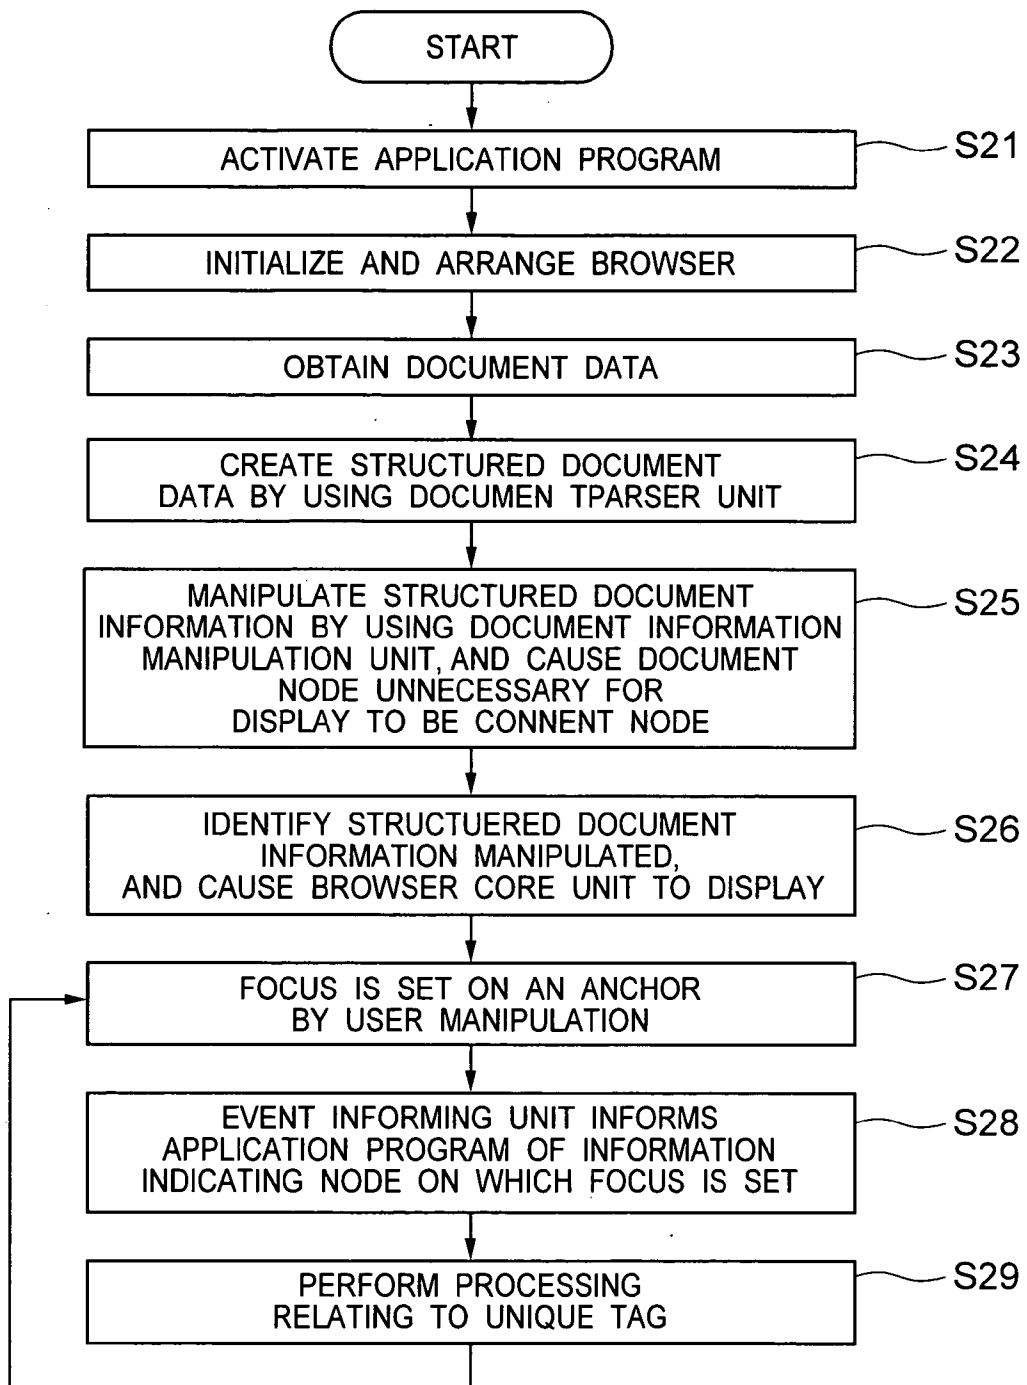 START
ACTIVATE APPLICATION PROGRAM
S21
INITIALIZE AND ARRANGE BROWSER
S22
OBTAIN DOCUMENT DATA
S23
CREATE STRUCTURED DOCUMENT
DATA BY USING DOCUMEN TPARSER UNIT
S24
MANIPULATE STRUCTURED DOCUMENT
INFORMATION BY USING DOCUMENT INFORMATION
MANIPULATION UNIT, AND CAUSE DOCUMENT
NODE UNNECESSARY FOR
DISPLAY TO BE CONNENT NODE
S25
IDENTIFY STRUCTUERED DOCUMENT
INFORMATION MANIPULATED,
AND CAUSE BROWSER CORE UNIT TO DISPLAY
S26
FOCUS IS SET ON AN ANCHOR
BY USER MANIPULATION
S27
EVENT INFORMING UNIT INFORMS
APPLICATION PROGRAM OF INFORMATION
INDICATING NODE ON WHICH FOCUS IS SET
S28
PERFORM PROCESSING
RELATING TO UNIQUE TAG
S29